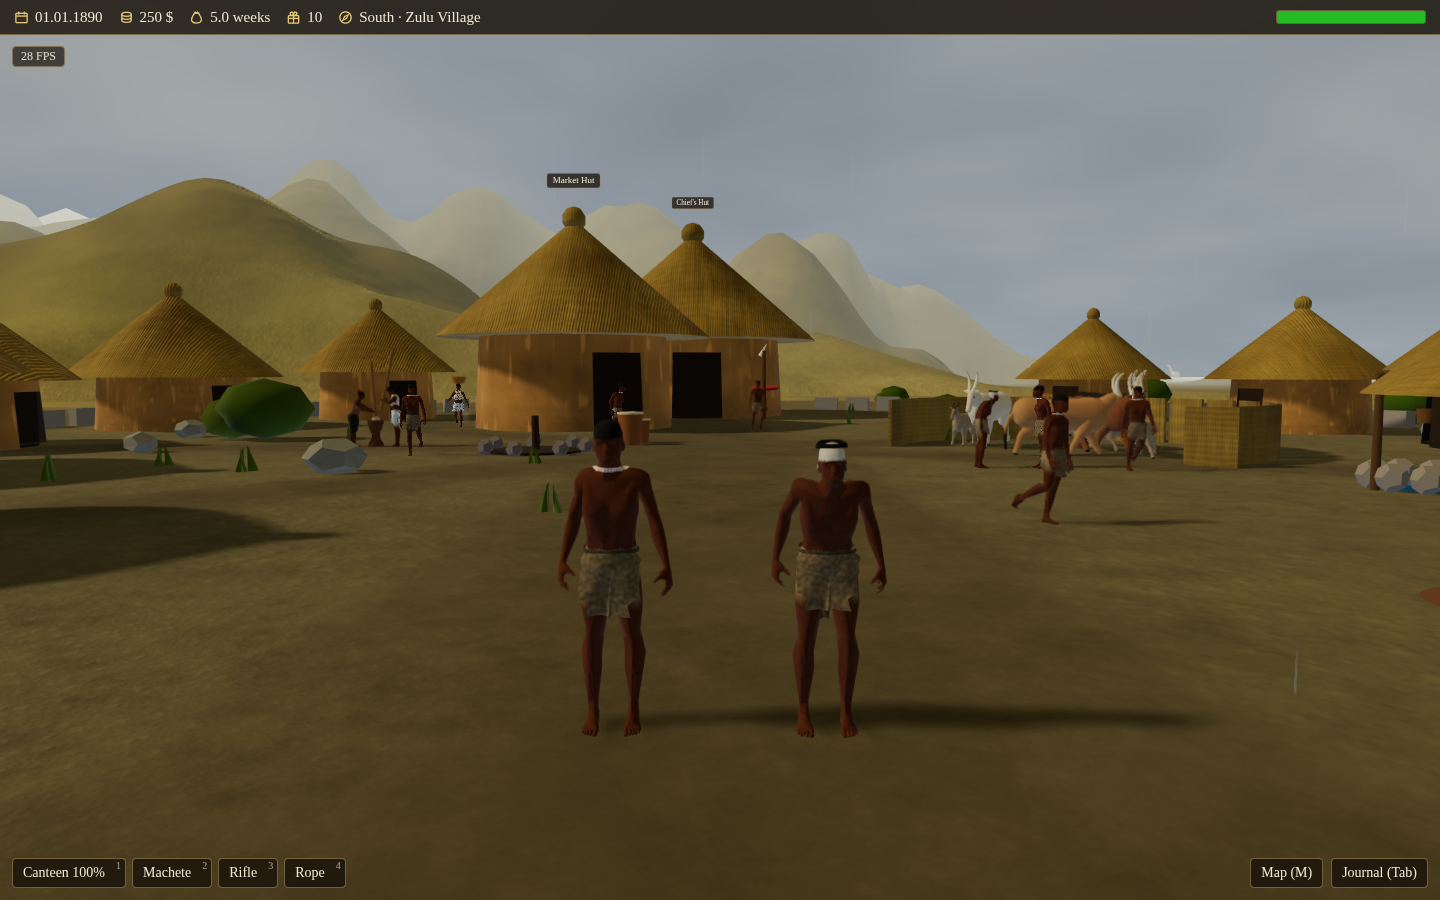 01.01.1890 250 $ 5.0 weeks 10 South · Zulu Village
28 FPS
Market Hut
Chief's Hut
Canteen 100% 1 Machete 2 Rifle 3 Rope 4 Map (M) Journal (Tab)